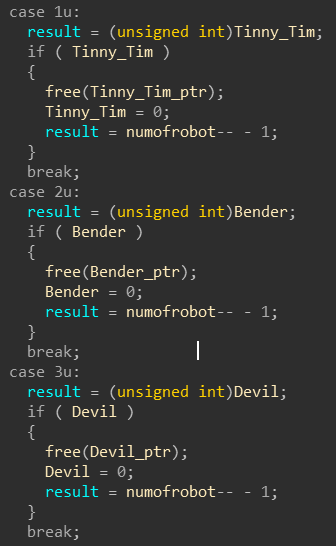 case 1u:
result = (unsigned int)Tinny_Tim;
if ( Tinny_Tim )
{
free(Tinny_Tim_ptr);
Tinny_Tim = 0;
result = numofrobot-- - 1;
}
break;
case 2u:
result = (unsigned int)Bender;
if ( Bender )
{
free(Bender_ptr);
Bender = 0;
result = numofrobot-- - 1;
}
break;
case 3u:
result = (unsigned int)Devil;
if ( Devil )
{
free(Devil_ptr);
Devil = 0;
result = numofrobot-- - 1;
}
break;